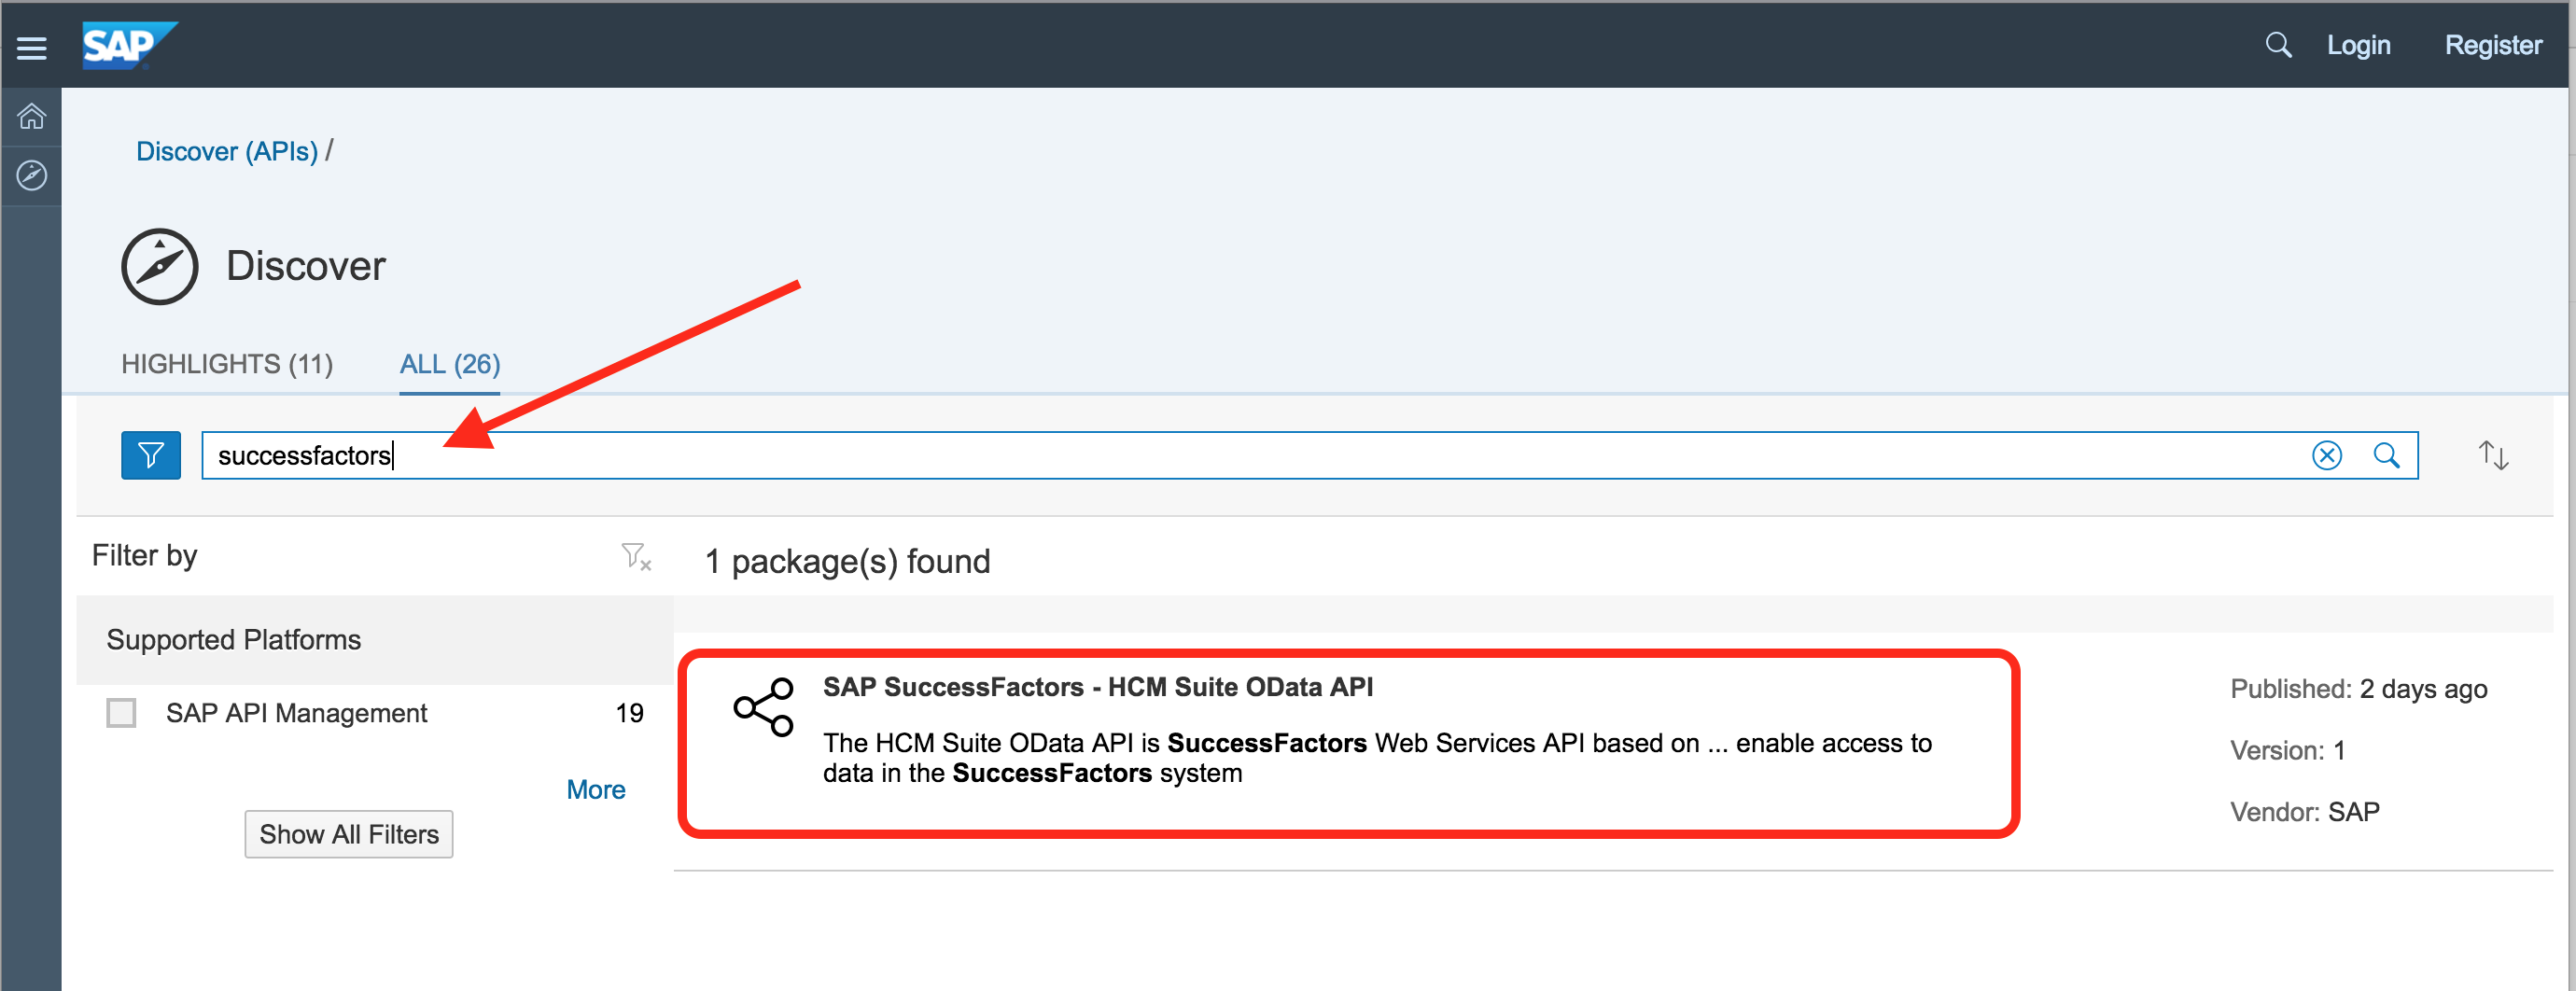 SAP
Login
Register
Discover (APIs) /
Discover
HIGHLIGHTS (11)
ALL (26)
successfactors
Filter by
1 package(s) found
Supported Platforms
SAP API Management 19
More
Show All Filters
SAP SuccessFactors - HCM Suite OData API
The HCM Suite OData API is SuccessFactors Web Services API based on ... enable access to
data in the SuccessFactors system
Published: 2 days ago
Version: 1
Vendor: SAP